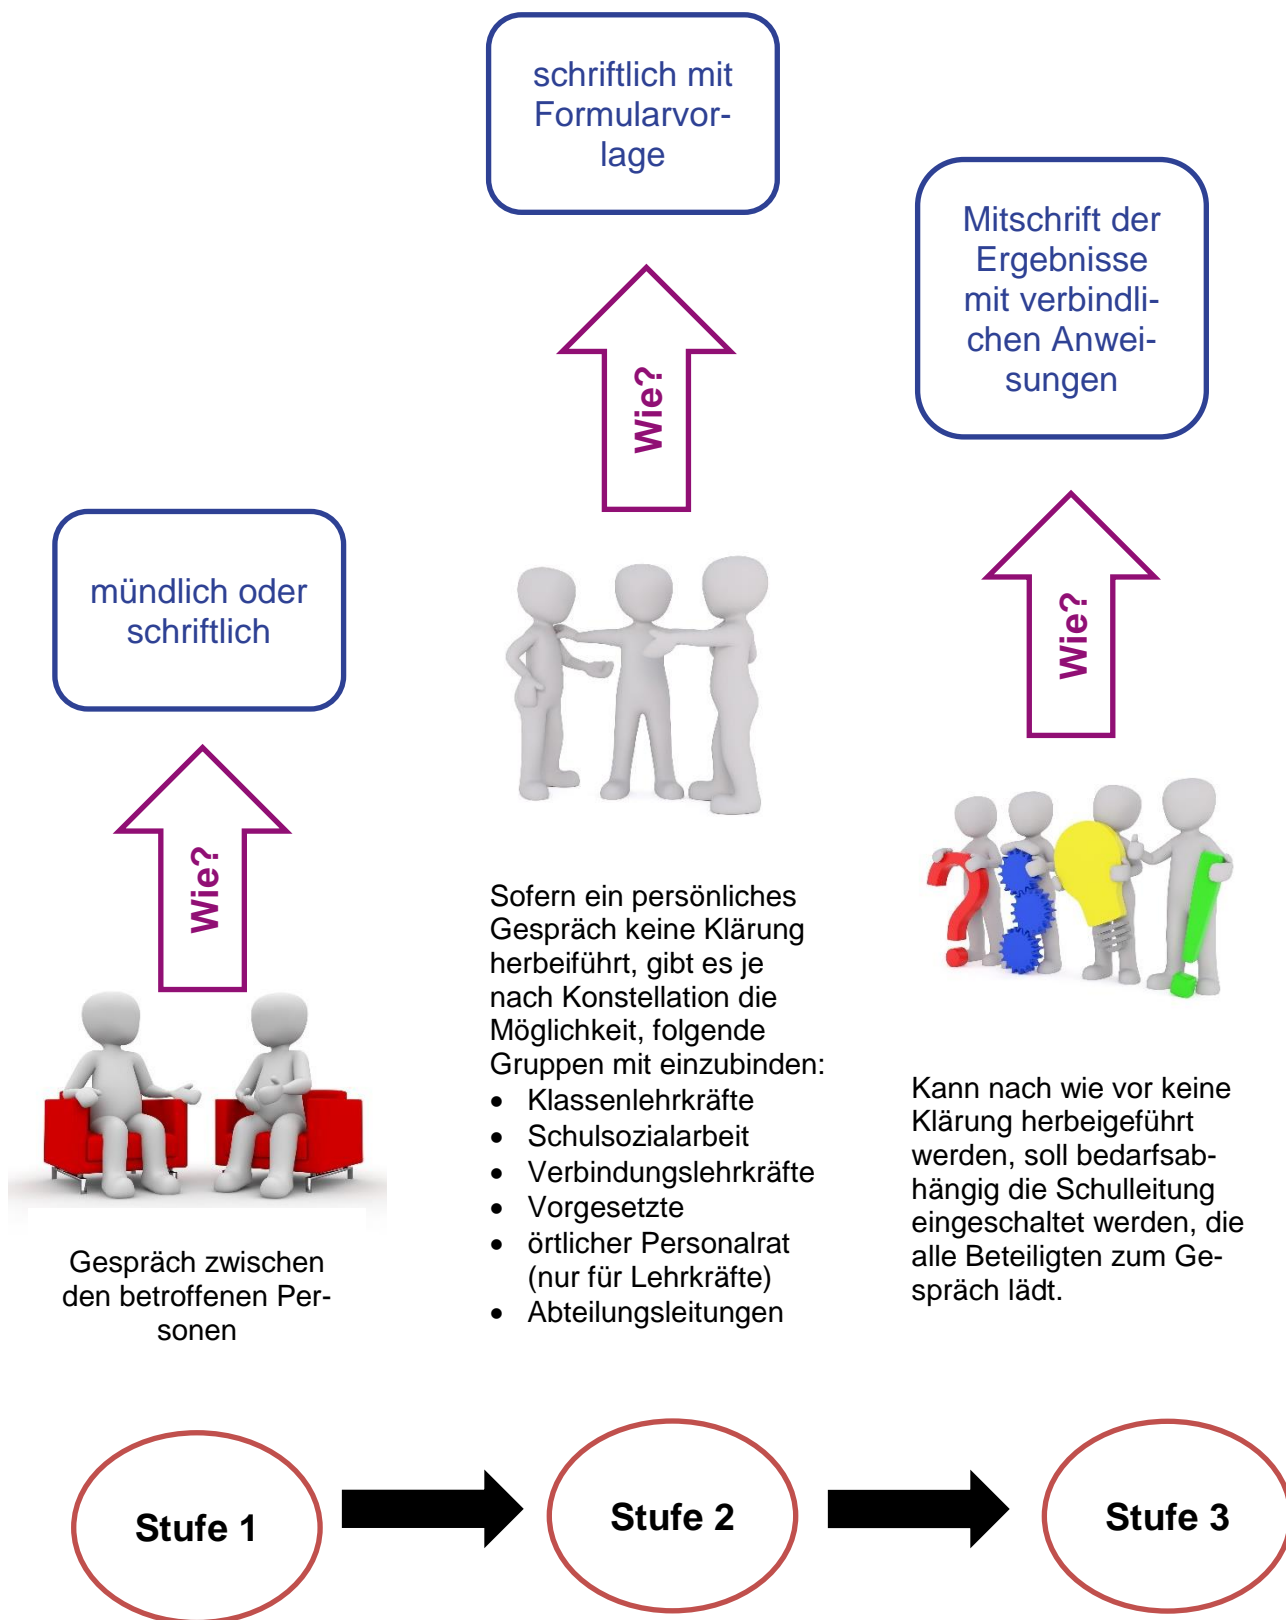 mündlich oder
schriftlich
Wie?
Gespräch zwischen
den betroffenen Per-
sonen
Stufe 1
schriftlich mit
Formularvor-
lage
Wie?
Sofern ein persönliches
Gespräch keine Klärung
herbeiführt, gibt es je
nach Konstellation die
Möglichkeit, folgende
Gruppen mit einzubinden:
• Klassenlehrkräfte
• Schulsozialarbeit
• Verbindungslehrkräfte
• Vorgesetzte
• örtlicher Personalrat
(nur für Lehrkräfte)
• Abteilungsleitungen
Stufe 2
Mitschrift der
Ergebnisse
mit verbindli-
chen Anwei-
sungen
Wie?
Kann nach wie vor keine
Klärung herbeigeführt
werden, soll bedarfsab-
hängig die Schulleitung
eingeschaltet werden, die
alle Beteiligten zum Ge-
spräch lädt.
Stufe 3